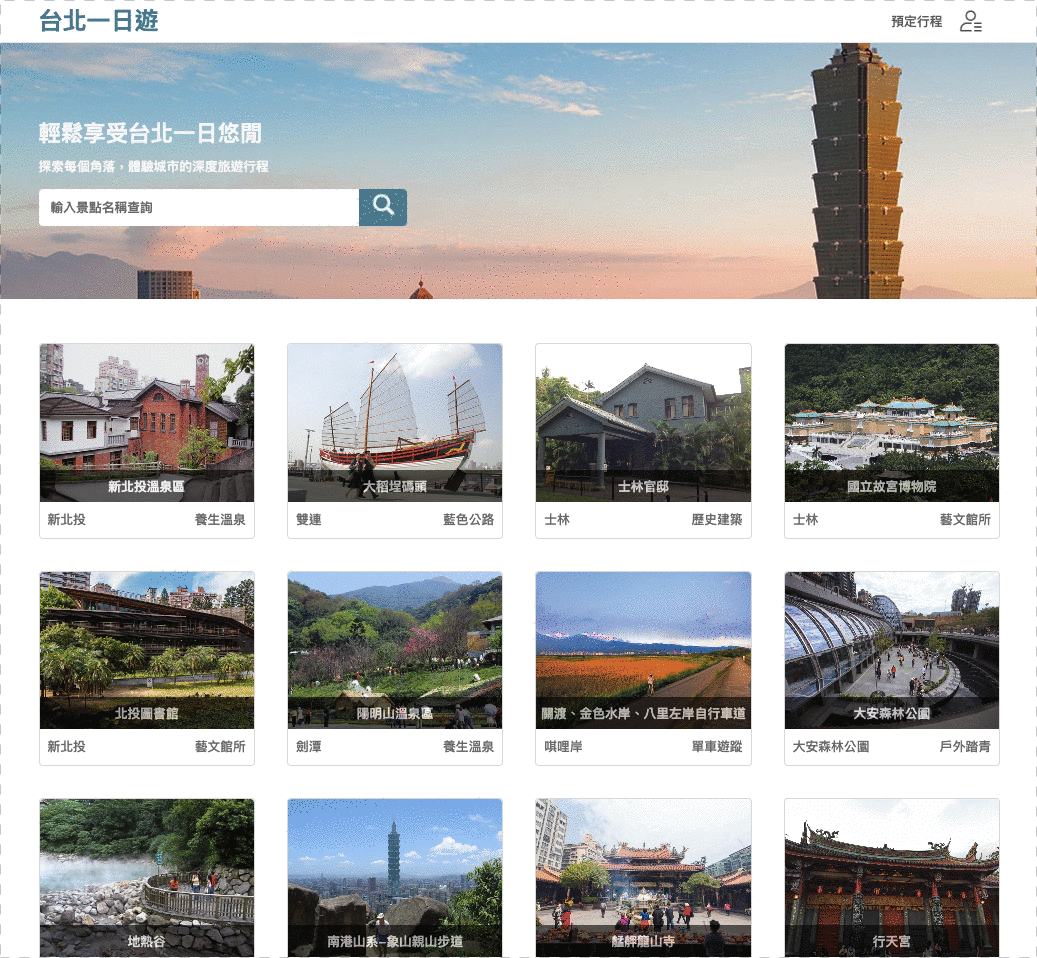 台北一日遊
預定行程
輕鬆享受台北一日悠閒
探索每個角落，體驗城市的深度旅遊行程
輸入景點名稱查詢
新北投溫泉區
新北投 養生溫泉
大稻埕碼頭
雙連 藍色公路
士林官邸
士林 歷史建築
國立故宮博物院
士林 藝文館所
北投圖書館
新北投 藝文館所
陽明山溫泉區
劍潭 養生溫泉
關渡、金色水岸、八里左岸自行車道
唭哩岸 單車遊蹤
大安森林公園
大安森林公園 戶外踏青
地熱谷
南港山系-象山親山步道
艋舺龍山寺
行天宮